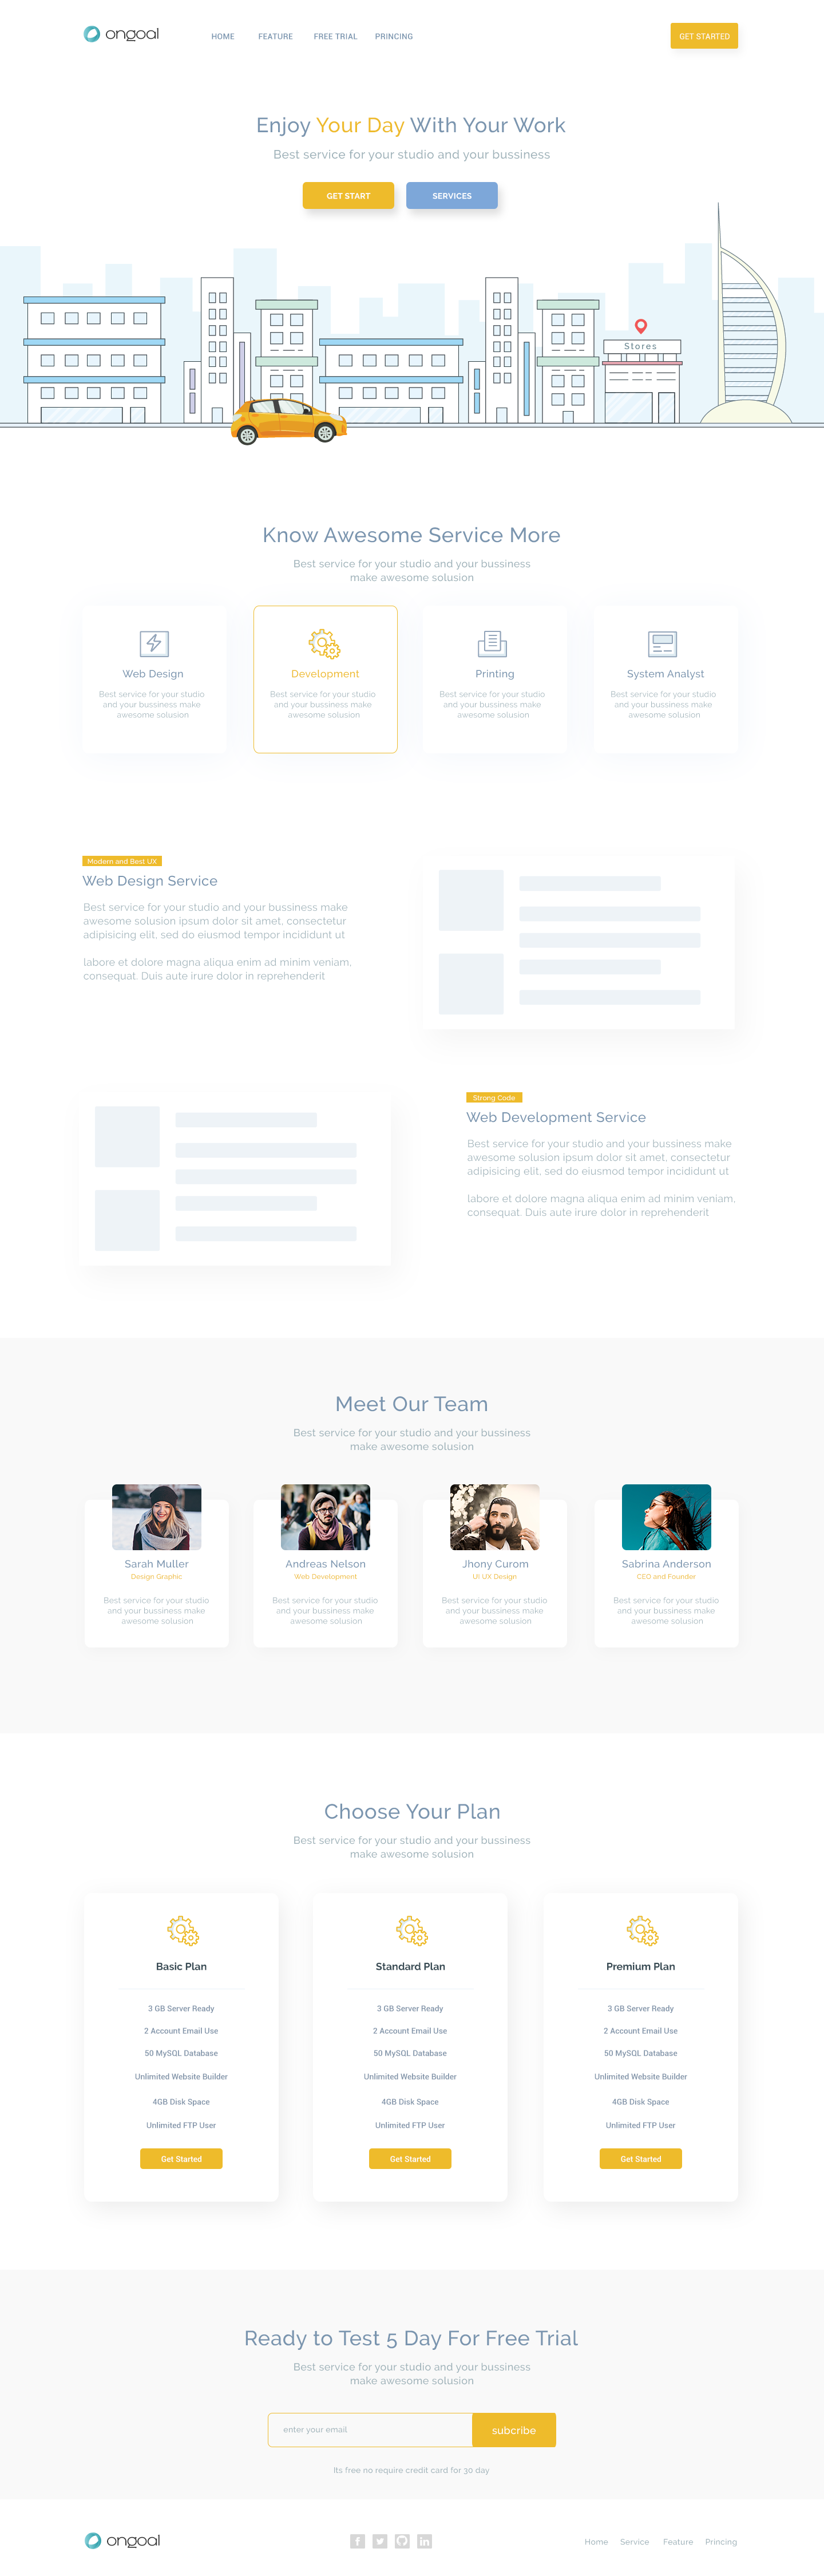 ongoal
HOME FEATURE FREE TRIAL PRINCING
GET STARTED
Enjoy Your Day With Your Work
Best service for your studio and your bussiness
GET START
SERVICES
Stores
Know Awesome Service More
Best service for your studio and your bussiness
make awesome solusion
Web Design
Best service for your studio
and your bussiness make
awesome solusion
Development
Best service for your studio
and your bussiness make
awesome solusion
Printing
Best service for your studio
and your bussiness make
awesome solusion
System Analyst
Best service for your studio
and your bussiness make
awesome solusion
Modern and Best UX
Web Design Service
Best service for your studio and your bussiness make
awesome solusion ipsum dolor sit amet, consectetur
adipisicing elit, sed do eiusmod tempor incididunt ut
labore et dolore magna aliqua enim ad minim veniam,
consequat. Duis aute irure dolor in reprehenderit
Strong Code
Web Development Service
Best service for your studio and your bussiness make
awesome solusion ipsum dolor sit amet, consectetur
adipisicing elit, sed do eiusmod tempor incididunt ut
labore et dolore magna aliqua enim ad minim veniam,
consequat. Duis aute irure dolor in reprehenderit
Meet Our Team
Best service for your studio and your bussiness
make awesome solusion
Sarah Muller
Design Graphic
Best service for your studio
and your bussiness make
awesome solusion
Andreas Nelson
Web Development
Best service for your studio
and your bussiness make
awesome solusion
Jhony Curom
UI UX Design
Best service for your studio
and your bussiness make
awesome solusion
Sabrina Anderson
CEO and Founder
Best service for your studio
and your bussiness make
awesome solusion
Choose Your Plan
Best service for your studio and your bussiness
make awesome solusion
Basic Plan
3 GB Server Ready
2 Account Email Use
50 MySQL Database
Unlimited Website Builder
4GB Disk Space
Unlimited FTP User
Get Started
Standard Plan
3 GB Server Ready
2 Account Email Use
50 MySQL Database
Unlimited Website Builder
4GB Disk Space
Unlimited FTP User
Get Started
Premium Plan
3 GB Server Ready
2 Account Email Use
50 MySQL Database
Unlimited Website Builder
4GB Disk Space
Unlimited FTP User
Get Started
Ready to Test 5 Day For Free Trial
Best service for your studio and your bussiness
make awesome solusion
enter your email
subcribe
Its free no require credit card for 30 day
ongoal
Home Service Feature Princing